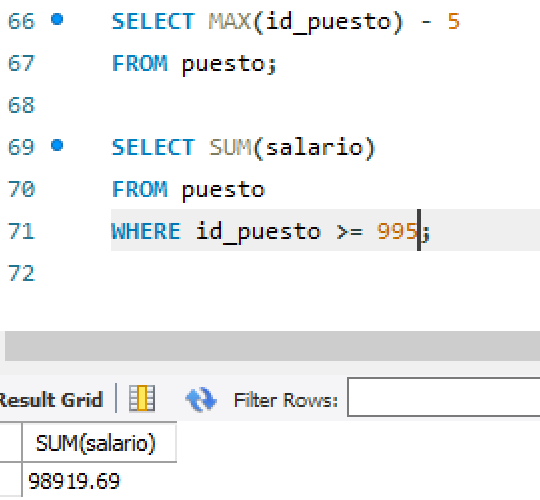 66 SELECT MAX(id_puesto) - 5
67 FROM puesto;
68
69 SELECT SUM(salario)
70 FROM puesto
71 WHERE id_puesto >= 995;
72
Result Grid Filter Rows:
SUM(salario)
98919.69